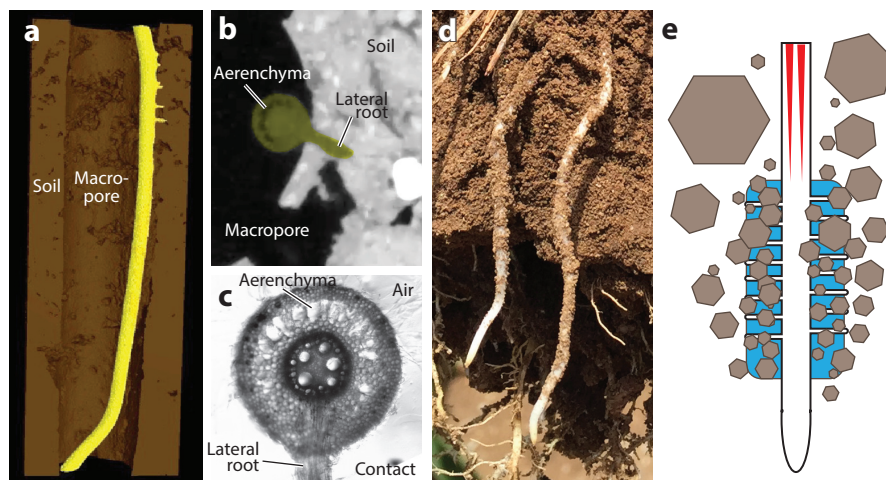 a
Soil
Macro-
pore
b
Soil
Aerenchyma
Lateral
root
Macropore
c
Aerenchyma
Air
Lateral
root
Contact
d
e